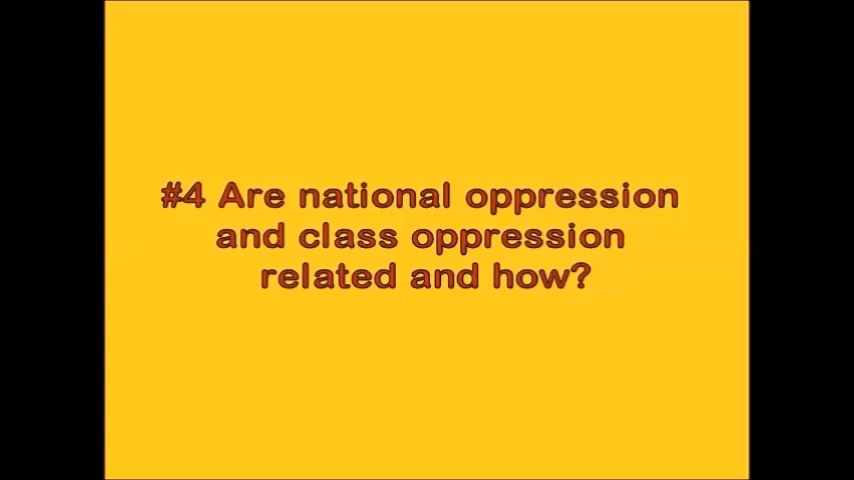 #4 Are national oppression
and class oppression
related and how?